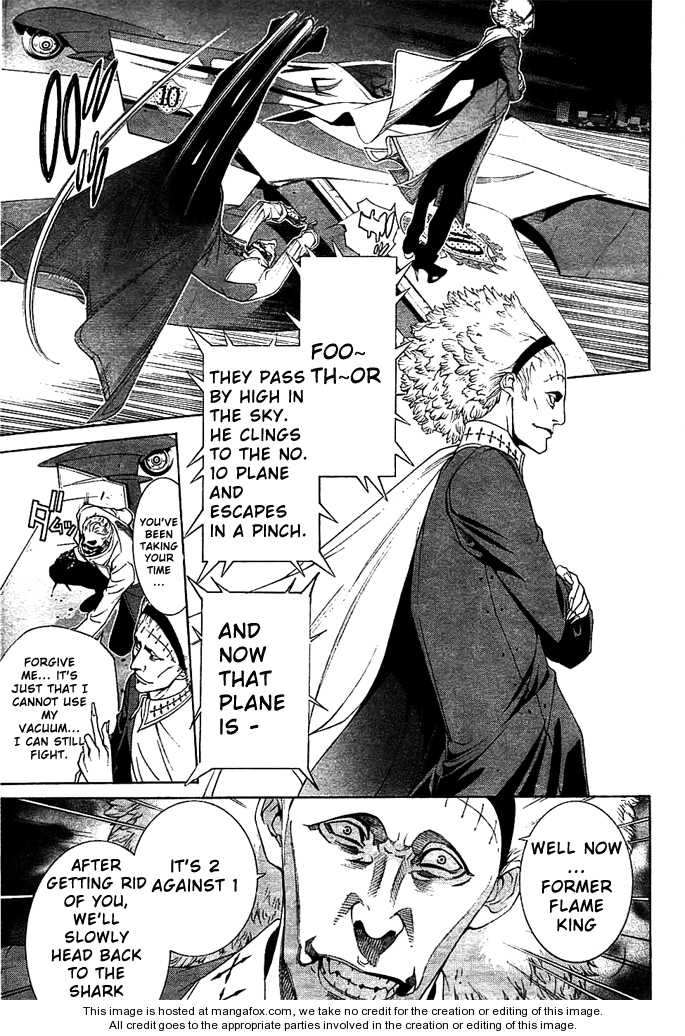 10
FOO~
TH~OR
THEY PASS
BY HIGH IN
THE SKY.
HE CLINGS
TO THE NO.
10 PLANE
AND
ESCAPES
IN A PINCH.
YOU'VE
BEEN
TAKING
YOUR
TIME
...
AND
NOW
THAT
PLANE
IS -
FORGIVE
ME... IT'S
JUST THAT I
CANNOT USE
MY
VACUUM...
I CAN STILL
FIGHT.
WELL NOW
...
FORMER
FLAME
KING
IT'S 2
AGAINST 1
AFTER
GETTING RID
OF YOU,
WE'LL
SLOWLY
HEAD BACK
TO THE
SHARK
This image is hosted at mangafox.com, we take no credit for the creation or editing of this image.
All credit goes to the appropriate parties involved in the creation or editing of this image.